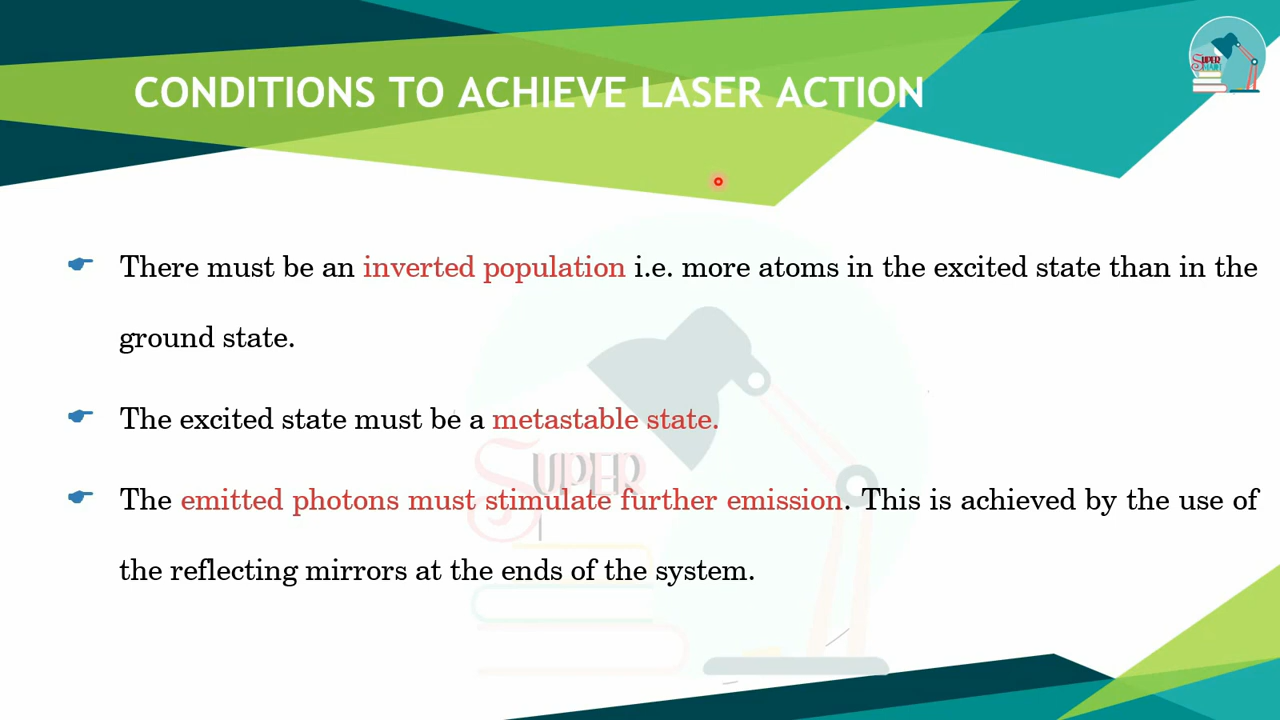 CONDITIONS TO ACHIEVE LASER ACTION
There must be an inverted population i.e. more atoms in the excited state than in the
ground state.
The excited state must be a metastable state.
The emitted photons must stimulate further emission. This is achieved by the use of
the reflecting mirrors at the ends of the system.
SUPER